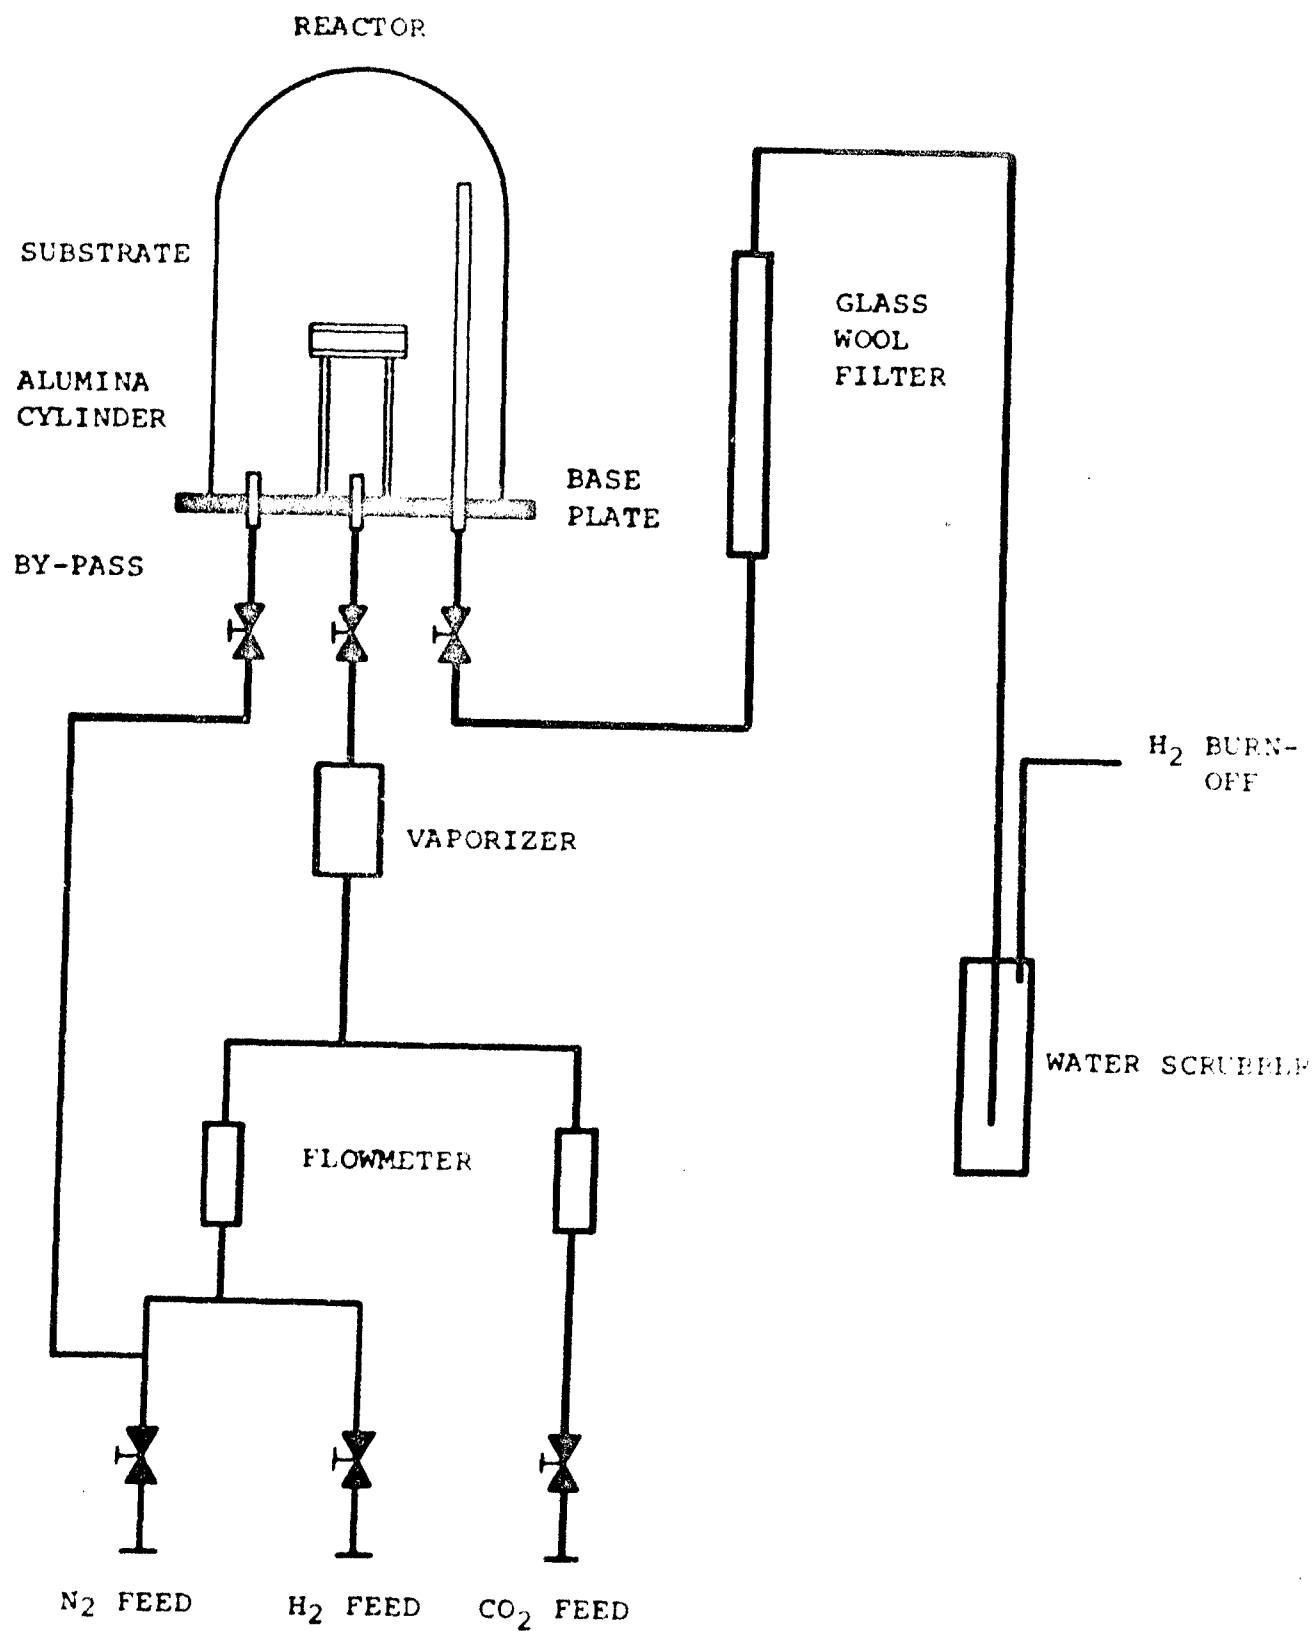 REACTOR
SUBSTRATE
ALUMINA
CYLINDER
GLASS
WOOL
FILTER
BASE
PLATE
BY-PASS
H₂ BURN-
OFF
VAPORIZER
WATER
FLOWMETER
N₂ FEED
H₂ FEED
CO₂ FEED